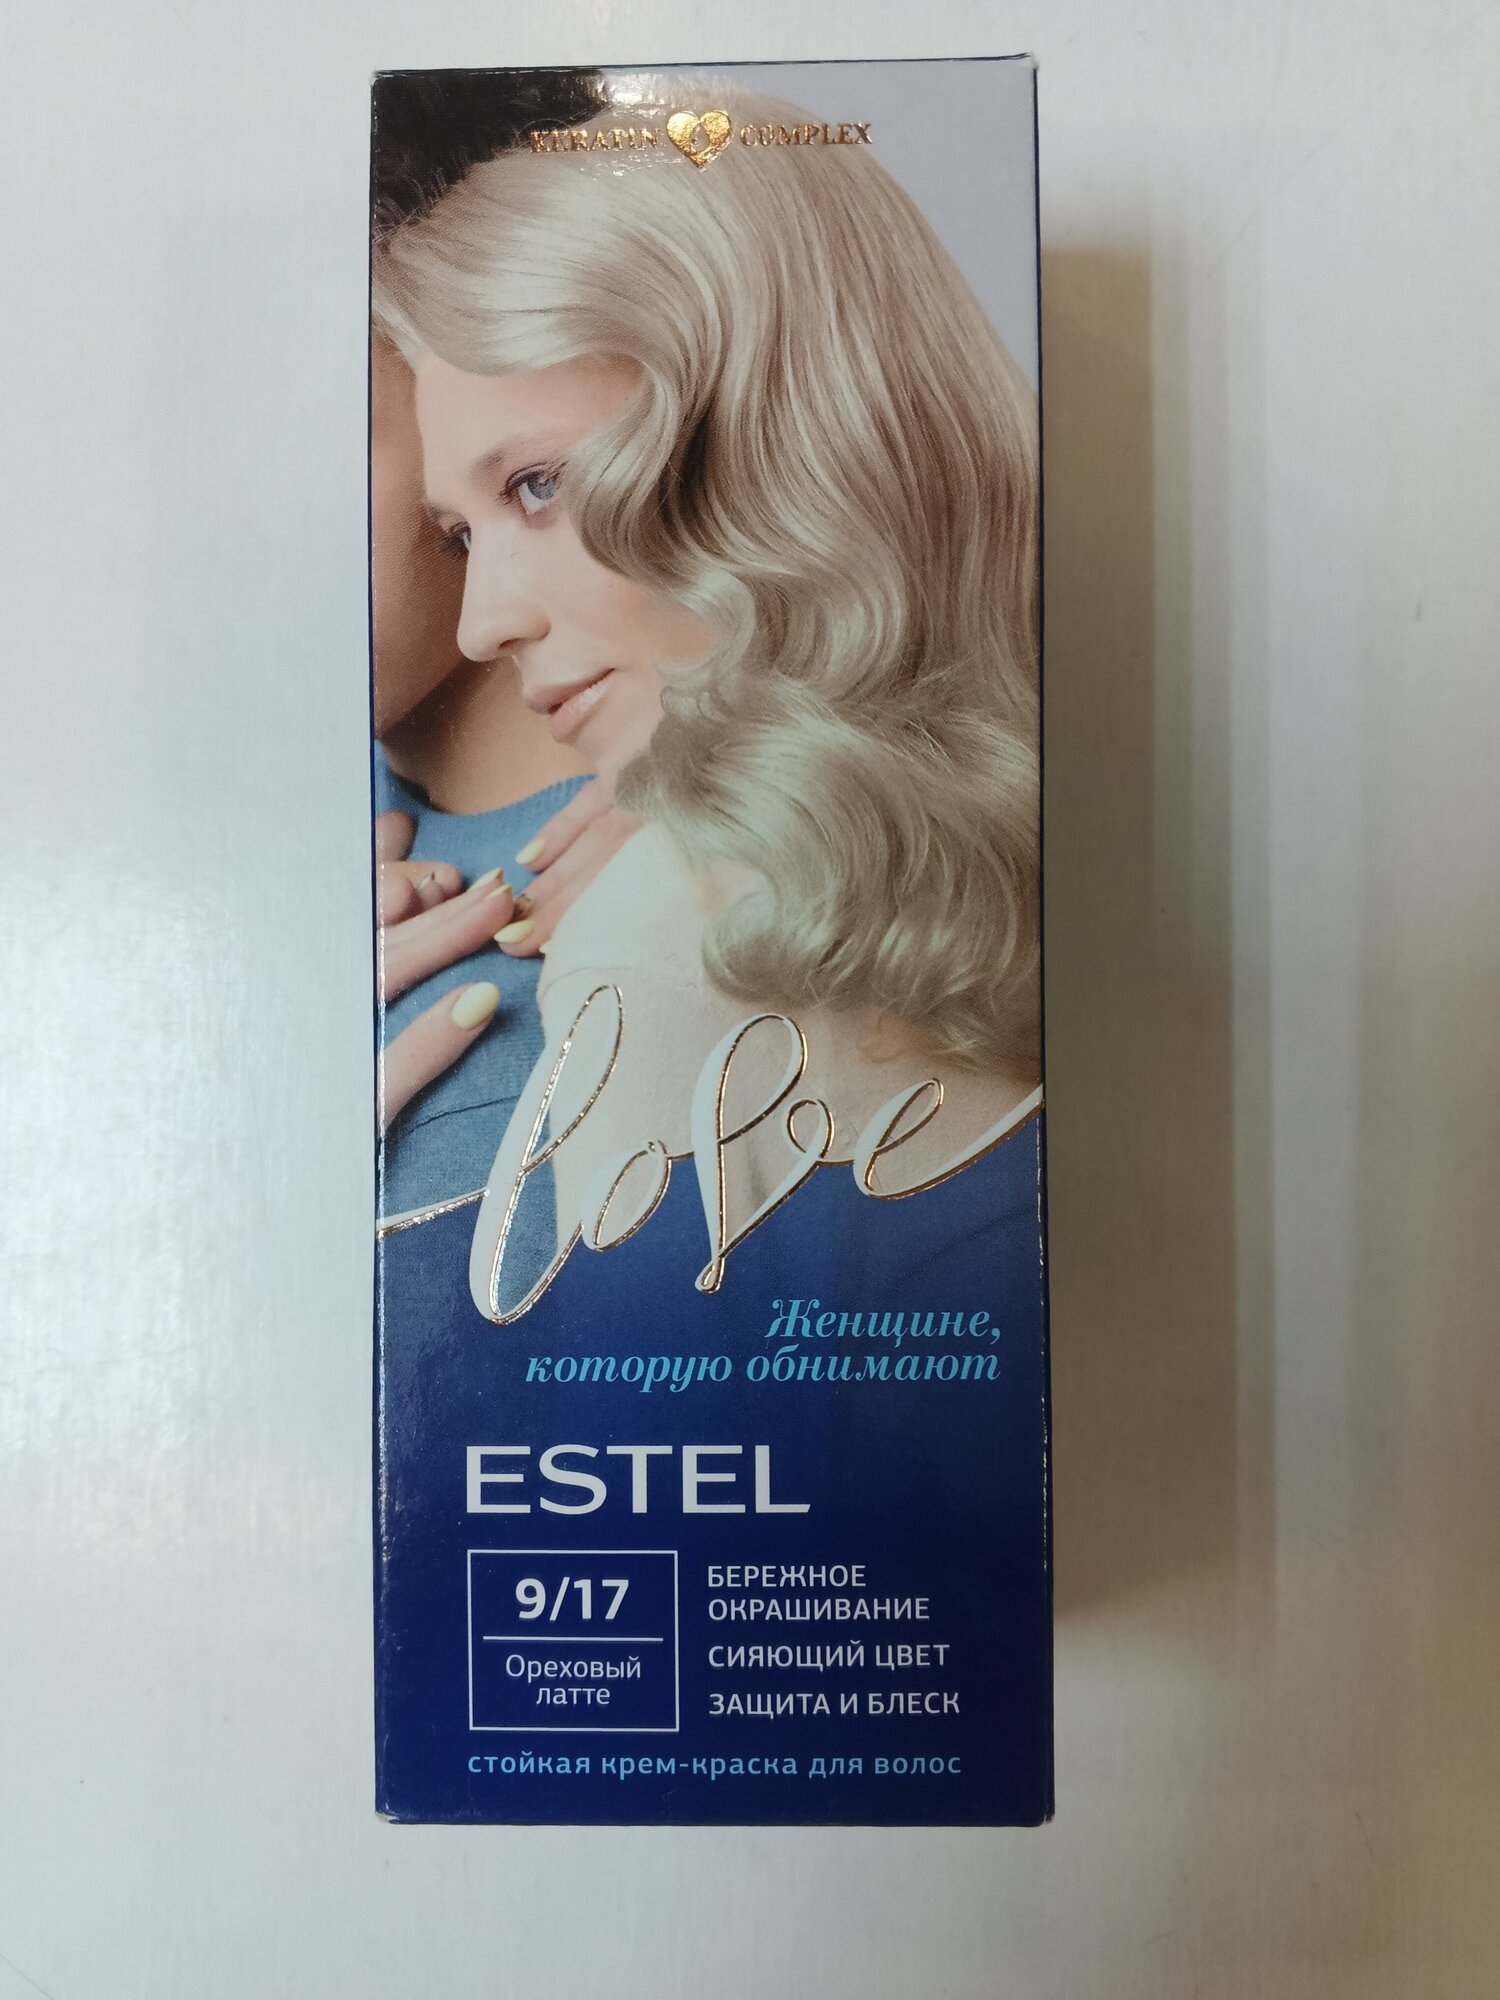 KERATIN COMPLEX
love
Женщине,
которую обнимают
ESTEL
9/17
Ореховый
латте
БЕРЕЖНОЕ
ОКРАШИВАНИЕ
СИЯЮЩИЙ ЦВЕТ
ЗАЩИТА И БЛЕСК
стойкая крем-краска для волос